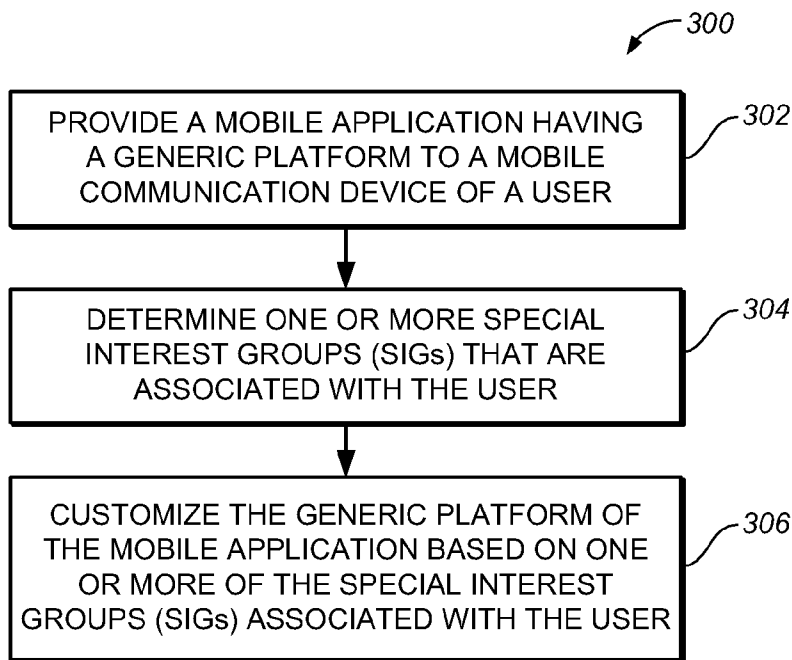 300
PROVIDE A MOBILE APPLICATION HAVING
A GENERIC PLATFORM TO A MOBILE
COMMUNICATION DEVICE OF A USER
302
DETERMINE ONE OR MORE SPECIAL
INTEREST GROUPS (SIGs) THAT ARE
ASSOCIATED WITH THE USER
304
CUSTOMIZE THE GENERIC PLATFORM OF
THE MOBILE APPLICATION BASED ON ONE
OR MORE OF THE SPECIAL INTEREST
GROUPS (SIGs) ASSOCIATED WITH THE USER
306